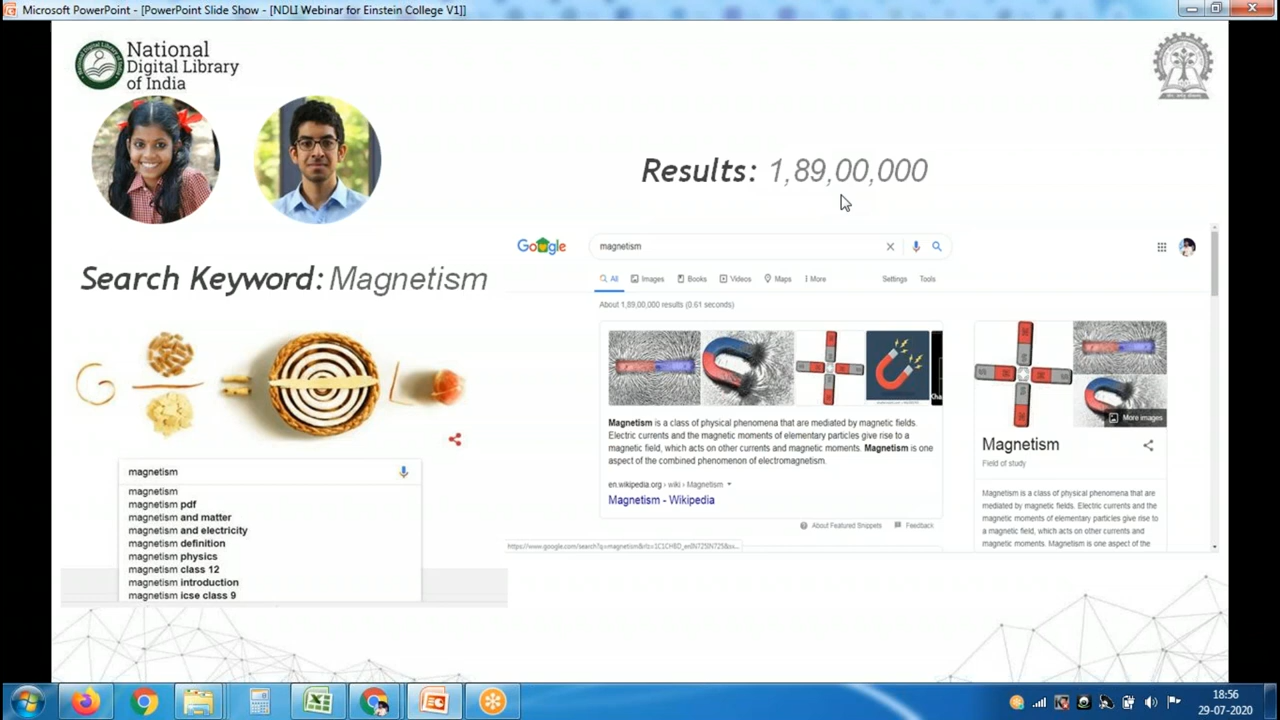 Microsoft PowerPoint - [PowerPoint Slide Show - [NDLI Webinar for Einstein College V1]]
National
Digital Library
of India
Results: 1,89,00,000
Search Keyword: Magnetism
Google
magnetism
All Images Books Videos Maps More Settings Tools
About 1,89,00,000 results (0.61 seconds)
Magnetism is a class of physical phenomena that are mediated by magnetic fields.
Electric currents and the magnetic moments of elementary particles give rise to a
magnetic field, which acts on other currents and magnetic moments. Magnetism is one
aspect of the combined phenomenon of electromagnetism.
en.wikipedia.org › wiki › Magnetism
Magnetism - Wikipedia
About Featured Snippets Feedback
Cha
More images
Magnetism
Field of study
Magnetism is a class of physical phenomena that are
mediated by magnetic fields. Electric currents and the
magnetic moments of elementary particles give rise to
a magnetic field, which acts on other currents and
magnetic moments. Magnetism is one aspect of the
magnetism
magnetism
magnetism pdf
magnetism and matter
magnetism and electricity
magnetism definition
magnetism physics
magnetism class 12
magnetism introduction
magnetism icse class 9
18:56
29-07-2020